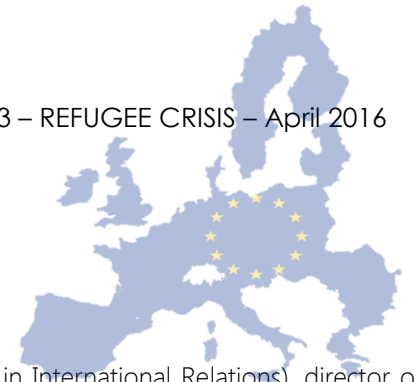 3 – REFUGEE CRISIS – April 2016
in International Relations), director o